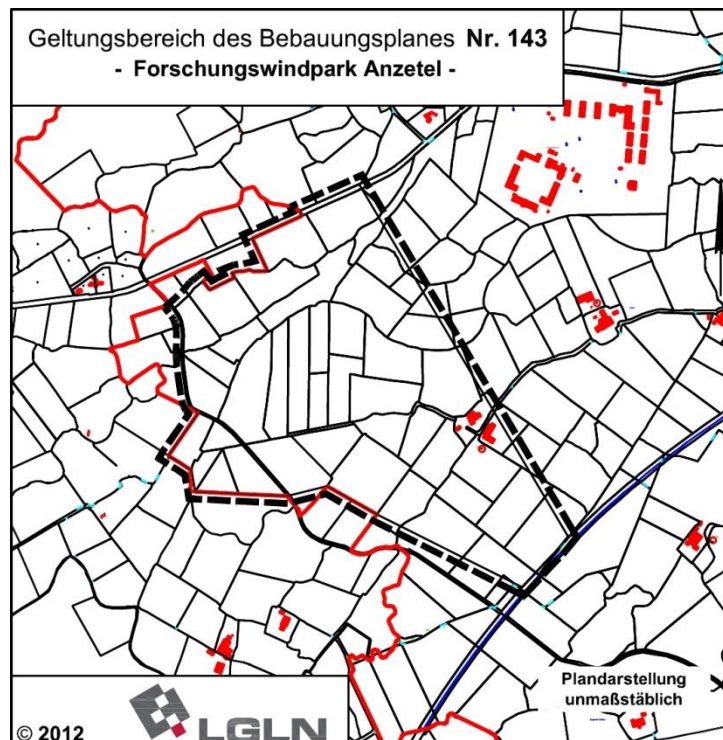 Geltungsbereich des Bebauungsplanes Nr. 143
- Forschungswindpark Anzetel -
Plandarstellung
unmaßstäblich
© 2012
LGLN